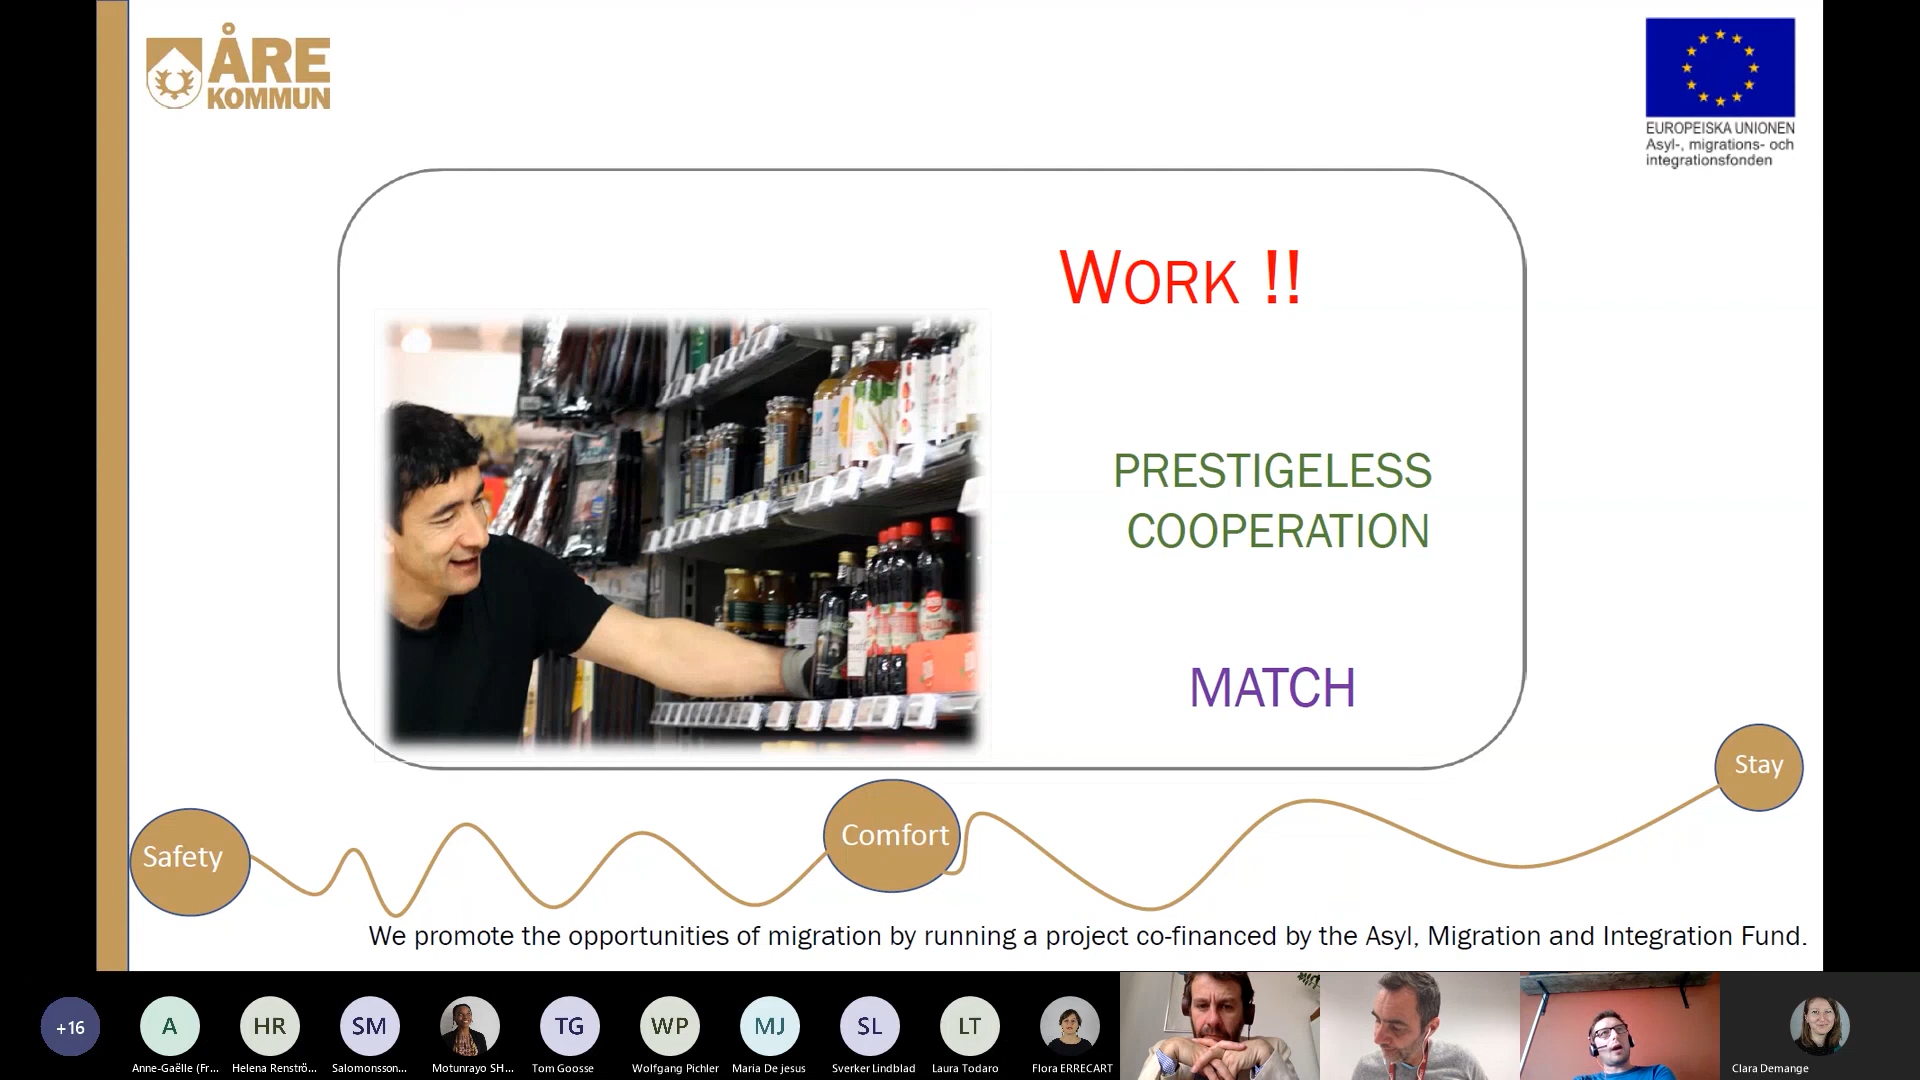 ÅRE
KOMMUN
EUROPEISKA UNIONEN
Asyl-, migrations- och
integrationsfonden
WORK !!
PRESTIGELESS
COOPERATION
MATCH
Safety
Comfort
Stay
We promote the opportunities of migration by running a project co-financed by the Asyl, Migration and Integration Fund.
+16
A
HR
SM
TG
WP
MJ
SL
LT
Anne-Gaëlle (Fr...
Helena Renströ...
Salomonsson...
Motunrayo SH...
Tom Goosse
Wolfgang Pichler
Maria De jesus
Sverker Lindblad
Laura Todaro
Flora ERRECART
Clara Demange